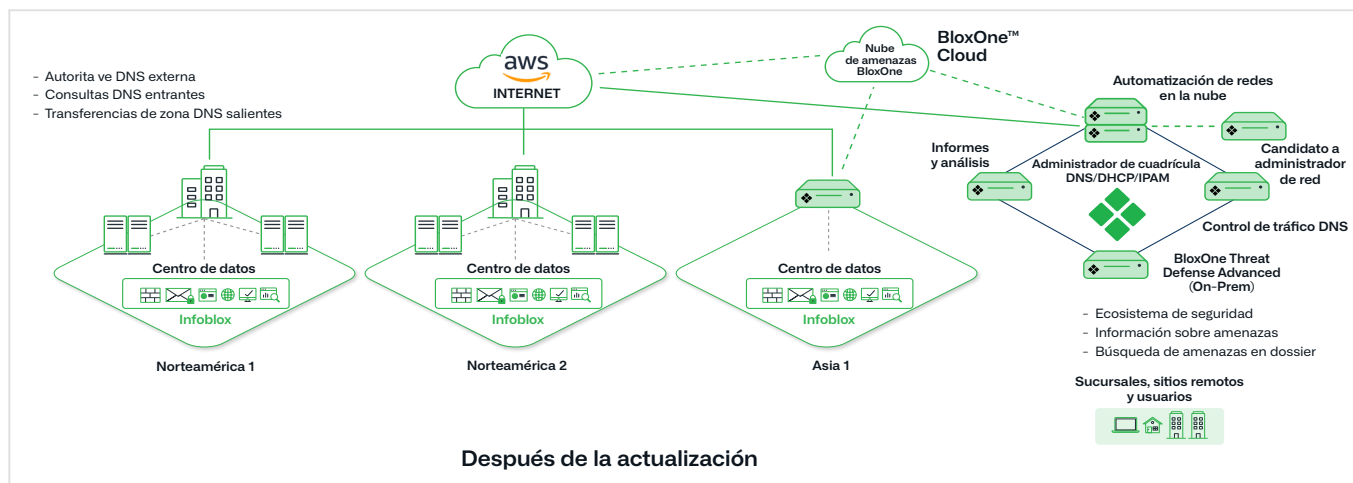 - Autorita ve DNS externa
- Consultas DNS entrantes
- Transferencias de zona DNS salientes
aws
INTERNET
Nube
de amenazas
BloxOne
BloxOne™
Cloud
Automatización de redes
en la nube
Informes
y análisis
Administrador de cuadrícula
DNS/DHCP/IPAM
Candidato a
administrador
de red
Control de tráfico DNS
BloxOne Threat
Defense Advanced
(On-Prem)
- Ecosistema de seguridad
- Información sobre amenazas
- Búsqueda de amenazas en dossier
Sucursales, sitios remotos
y usuarios
Centro de datos
Infoblox
Norteamérica 1
Centro de datos
Infoblox
Norteamérica 2
Centro de datos
Infoblox
Asia 1
Después de la actualización